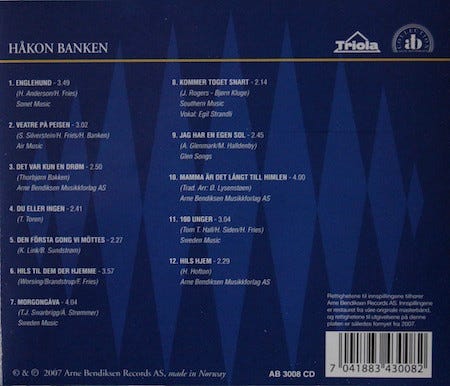 HÅKON BANKEN
Triola
COLLECTION
ab
1. ENGLEHUND - 3.49
(H. Anderson/H. Fries)
Sonet Music
2. VEATRE PÅ PEISEN - 3.02
(S. Silverstein/H. Fries/H. Banken)
Air Music
3. DET VAR KUN EN DRØM - 2.50
(Thorbjørn Bakken)
Arne Bendiksen Musikkforlag AS
4. DU ELLER INGEN - 2.41
(T. Toren)
5. DEN FÖRSTA GONG VI MÖTTES - 2.27
(K. Link/B. Sundstrøm)
6. HILS TIL DEM DER HJEMME - 3.57
(Worsing/Brandstrup/F. Fries)
7. MORGONGÅVA - 4.04
(T.J. Swarbrigg/Å. Strømmer)
Sweden Music
8. KOMMER TOGET SNART - 2.14
(J. Rogers - Bjørn Kluge)
Southern Music
Vokal: Egil Strandli
9. JAG HAR EN EGEN SOL - 2.45
(A. Glenmark/M. Halldenby)
Glen Songs
10. MAMMA ÄR DET LÅNGT TILL HIMLEN - 4.00
(Trad. Arr: Ø. Lysenstøen)
Arne Bendiksen Musikkforlag AS
11. 100 UNGER - 3.04
(Tom T. Hall/H. Siden/H. Fries)
Sweden Music
12. HILS HJEM - 2.29
(H. Hotton)
Arne Bendiksen Musikkforlag AS
Rettighetene til innspillingene tilhører
Arne Bendiksen Records AS. Innspillingene
er restaurert fra våre originale masterbånd,
og rettighetene til utgivelsene på denne
platen er således fornyet fra 2007.
7 041883 430082
℗ & © 2007 Arne Bendiksen Records AS, made in Norway
AB 3008 CD